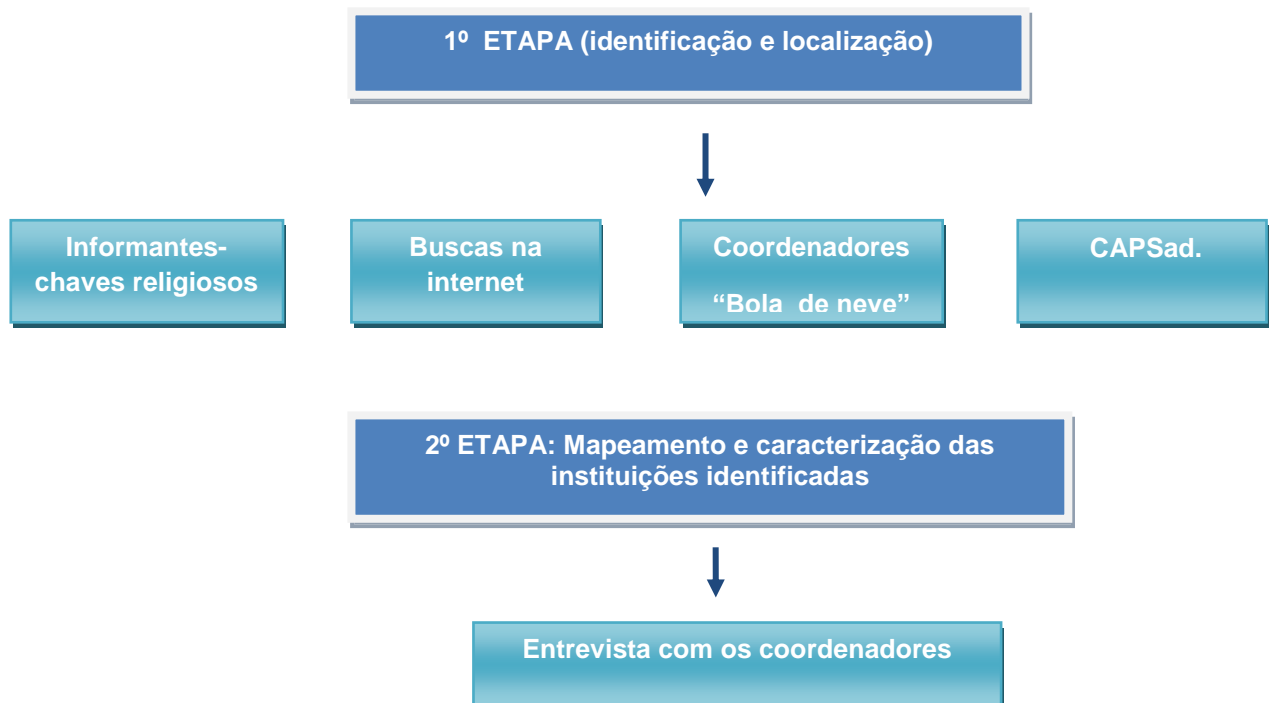 1º ETAPA (identificação e localização)
Informantes-
chaves religiosos
Buscas na
internet
Coordenadores
“Bola de neve”
CAPSad.
2º ETAPA: Mapeamento e caracterização das
instituições identificadas
Entrevista com os coordenadores